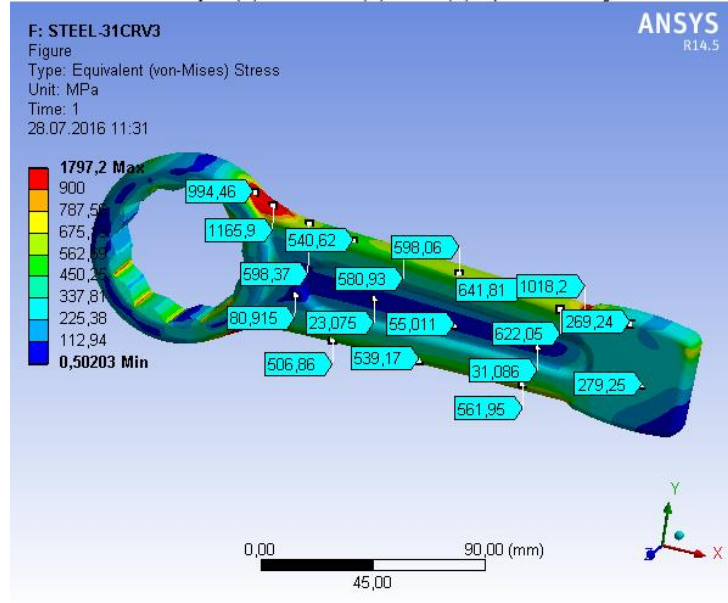 F: STEEL-31CRV3
Figure
Type: Equivalent (von-Mises) Stress
Unit: MPa
Time: 1
28.07.2016 11:31
ANSYS
R14.5
1797,2 Max
900
562,
450,25
337,81
225,38
112,94
0,50203 Min
994,46
1165,9
540,62
598,06
598,37
580,93
641,81
1018,2
80,915
23,075
55,011
622,05
269,24
506,86
539,17
31,086
279,25
561,95
0,00
90,00 (mm)
45,00
Y
Z
X